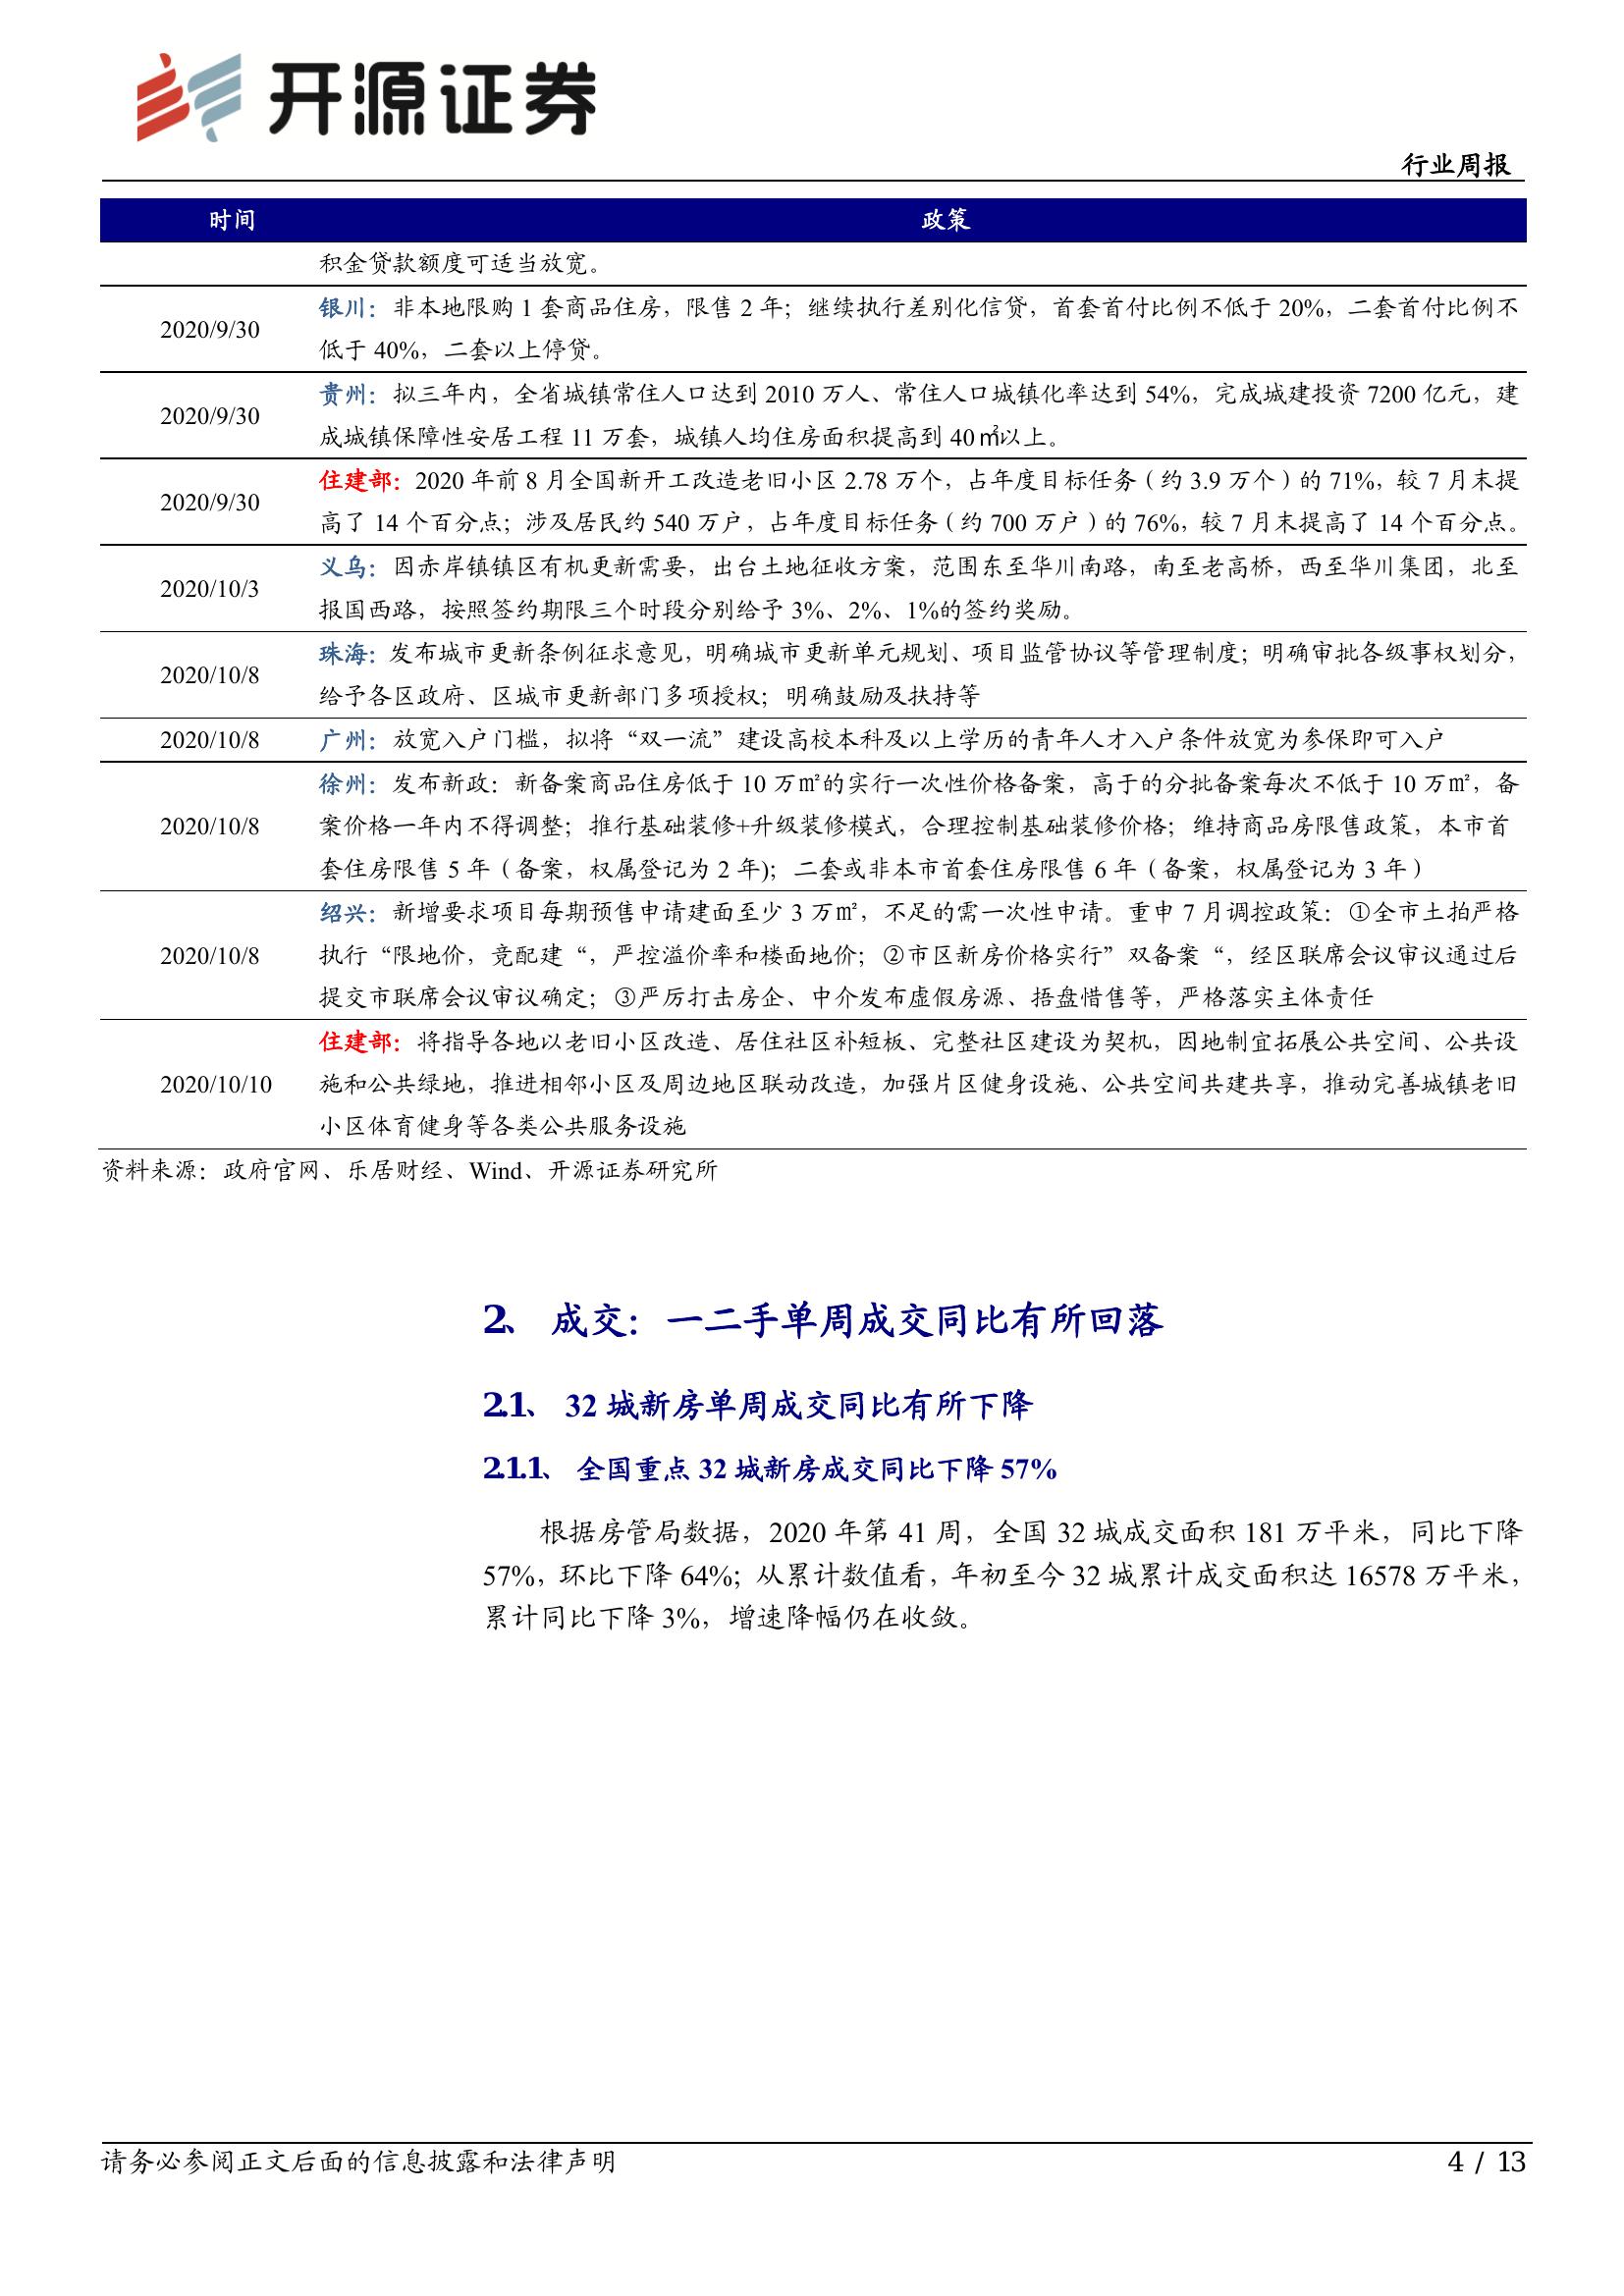 开源证券
行业周报
时间 政策
积金贷款额度可适当放宽。
2020/9/30
银川：非本地限购 1 套商品住房，限售 2 年；继续执行差别化信贷，首套首付比例不低于 20%，二套首付比例不
低于 40%，二套以上停贷。
2020/9/30
贵州：拟三年内，全省城镇常住人口达到 2010 万人、常住人口城镇化率达到 54%，完成城建投资 7200 亿元，建
成城镇保障性安居工程 11 万套，城镇人均住房面积提高到 40㎡以上。
2020/9/30
住建部：2020 年前 8 月全国新开工改造老旧小区 2.78 万个，占年度目标任务（约 3.9 万个）的 71%，较 7 月末提
高了 14 个百分点；涉及居民约 540 万户，占年度目标任务（约 700 万户）的 76%，较 7 月末提高了 14 个百分点。
2020/10/3
义乌：因赤岸镇镇区有机更新需要，出台土地征收方案，范围东至华川南路，南至老高桥，西至华川集团，北至
报国西路，按照签约期限三个时段分别给予 3%、2%、1%的签约奖励。
2020/10/8
珠海：发布城市更新条例征求意见，明确城市更新单元规划、项目监管协议等管理制度；明确审批各级事权划分，
给予各区政府、区城市更新部门多项授权；明确鼓励及扶持等
2020/10/8 广州：放宽入户门槛，拟将“双一流”建设高校本科及以上学历的青年人才入户条件放宽为参保即可入户
2020/10/8
徐州：发布新政：新备案商品住房低于 10 万㎡的实行一次性价格备案，高于的分批备案每次不低于 10 万㎡，备
案价格一年内不得调整；推行基础装修+升级装修模式，合理控制基础装修价格；维持商品房限售政策，本市首
套住房限售 5 年（备案，权属登记为 2 年)；二套或非本市首套住房限售 6 年（备案，权属登记为 3 年）
2020/10/8
绍兴：新增要求项目每期预售申请建面至少 3 万㎡，不足的需一次性申请。重申 7 月调控政策：①全市土拍严格
执行“限地价，竞配建“，严控溢价率和楼面地价；②市区新房价格实行”双备案“，经区联席会议审议通过后
提交市联席会议审议确定；③严厉打击房企、中介发布虚假房源、捂盘惜售等，严格落实主体责任
2020/10/10
住建部：将指导各地以老旧小区改造、居住社区补短板、完整社区建设为契机，因地制宜拓展公共空间、公共设
施和公共绿地，推进相邻小区及周边地区联动改造，加强片区健身设施、公共空间共建共享，推动完善城镇老旧
小区体育健身等各类公共服务设施
资料来源：政府官网、乐居财经、Wind、开源证券研究所
2、 成交：一二手单周成交同比有所回落
2.1、 32 城新房单周成交同比有所下降
2.1.1、 全国重点 32 城新房成交同比下降 57%
根据房管局数据，2020 年第 41 周，全国 32 城成交面积 181 万平米，同比下降
57%，环比下降 64%；从累计数值看，年初至今 32 城累计成交面积达 16578 万平米，
累计同比下降 3%，增速降幅仍在收敛。
请务必参阅正文后面的信息披露和法律声明 4 / 13